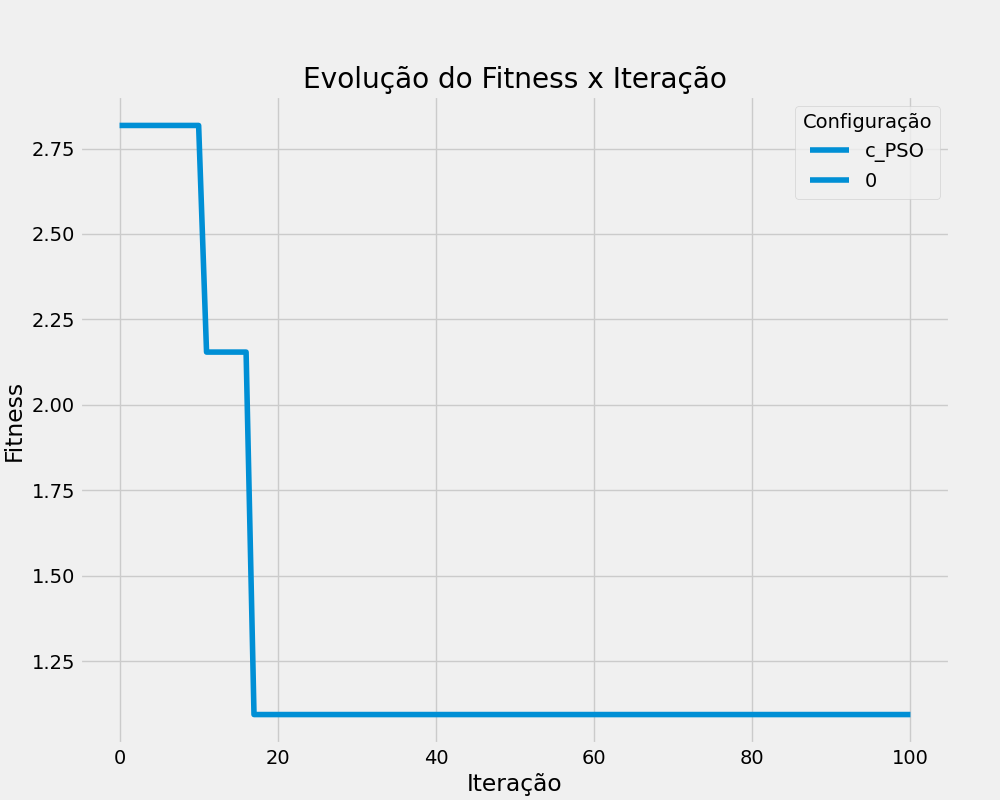 Evolução do Fitness x Iteração
Configuração
c_PSO
0
Fitness
2.75
2.50
2.25
2.00
1.75
1.50
1.25
0 20 40 60 80 100
Iteração